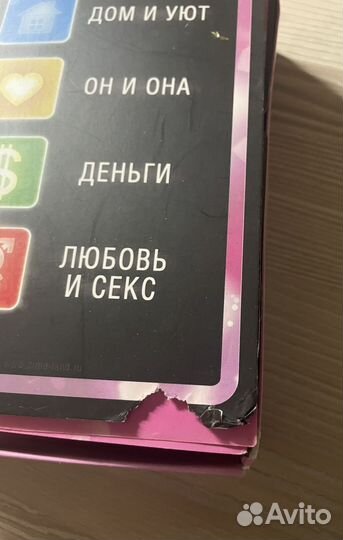 ДОМ И УЮТ
ОН И ОНА
$ ДЕНЬГИ
ЛЮБОВЬ
И СЕКС
Avito